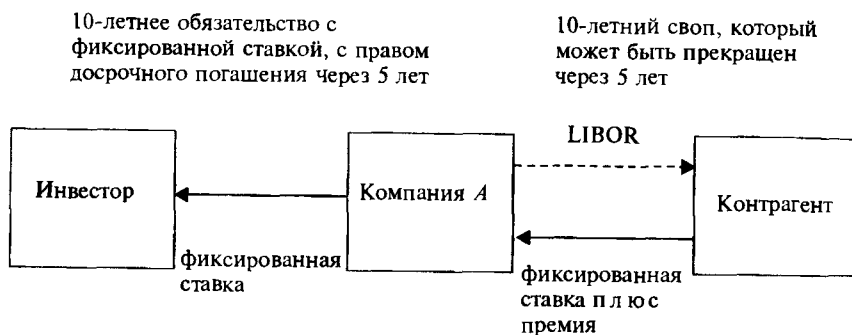 10-летнее обязательство с
фиксированной ставкой, с правом
досрочного погашения через 5 лет
10-летний своп, который
может быть прекращен
через 5 лет
LIBOR
Инвестор
Компания A
Контрагент
фиксированная
ставка
фиксированная
ставка плюс
премия